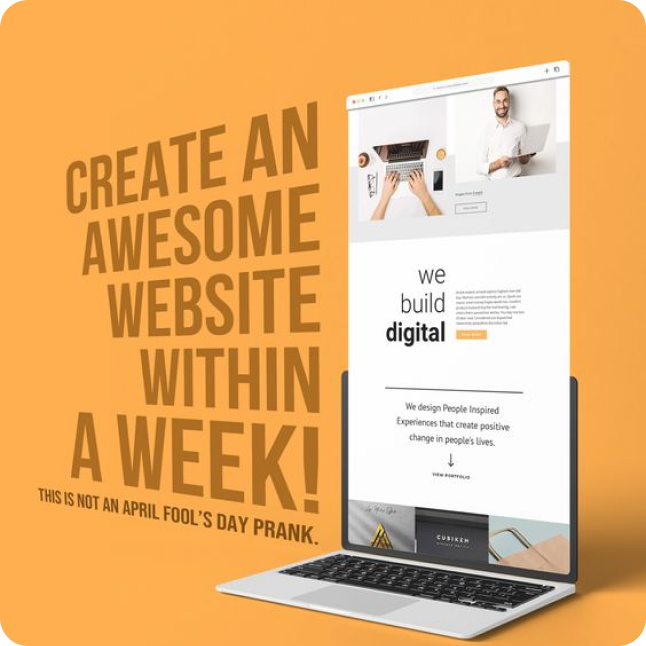 CREATE AN
AWESOME
WEBSITE
WITHIN
A WEEK!
THIS IS NOT AN APRIL FOOL'S DAY PRANK.
we
build
digital
We design People Inspired
Experiences that create positive
change in people's lives.
VIEW PORTFOLIO
CUBIKEN